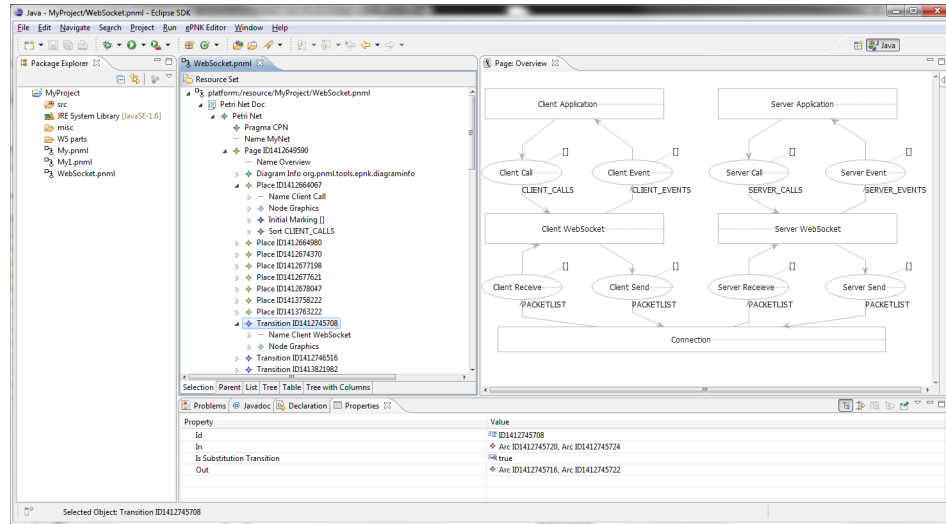 Java - MyProject/WebSocket.pnml - Eclipse SDK
File Edit Navigate Search Project Run ePNK Editor Window Help
Java
Package Explorer
MyProject
src
JRE System Library [JavaSE-1.6]
misc
WS parts
My.pnml
My1.pnml
WebSocket.pnml
WebSocket.pnml
Resource Set
platform:/resource/MyProject/WebSocket.pnml
Petri Net Doc
Petri Net
Pragma CPN
Name MyNet
Page ID1412649590
Name Overview
Diagram Info org.pnml.tools.epnk.diagraminfo
Place ID1412664067
Name Client Call
Node Graphics
Initial Marking []
Sort CLIENT_CALLS
Place ID1412664980
Place ID1412674370
Place ID1412677198
Place ID1412677621
Place ID1412678047
Place ID1413758222
Place ID1413763222
Transition ID1412745708
Name Client WebSocket
Node Graphics
Transition ID1412746516
Transition ID1413821982
Selection Parent List Tree Table Tree with Columns
Page: Overview
Client Application Server Application
[] [] [] []
Client Call Client Event Server Call Server Event
CLIENT_CALLS CLIENT_EVENTS SERVER_CALLS SERVER_EVENTS
Client WebSocket Server WebSocket
[] [] [] []
Client Receive Client Send Server Receieve Server Send
PACKETLIST PACKETLIST PACKETLIST PACKETLIST
Connection
Problems Javadoc Declaration Properties
Property Value
Id ID1412745708
In Arc ID1412745720, Arc ID1412745724
Is Substitution Transition true
Out Arc ID1412745716, Arc ID1412745722
Selected Object: Transition ID1412745708